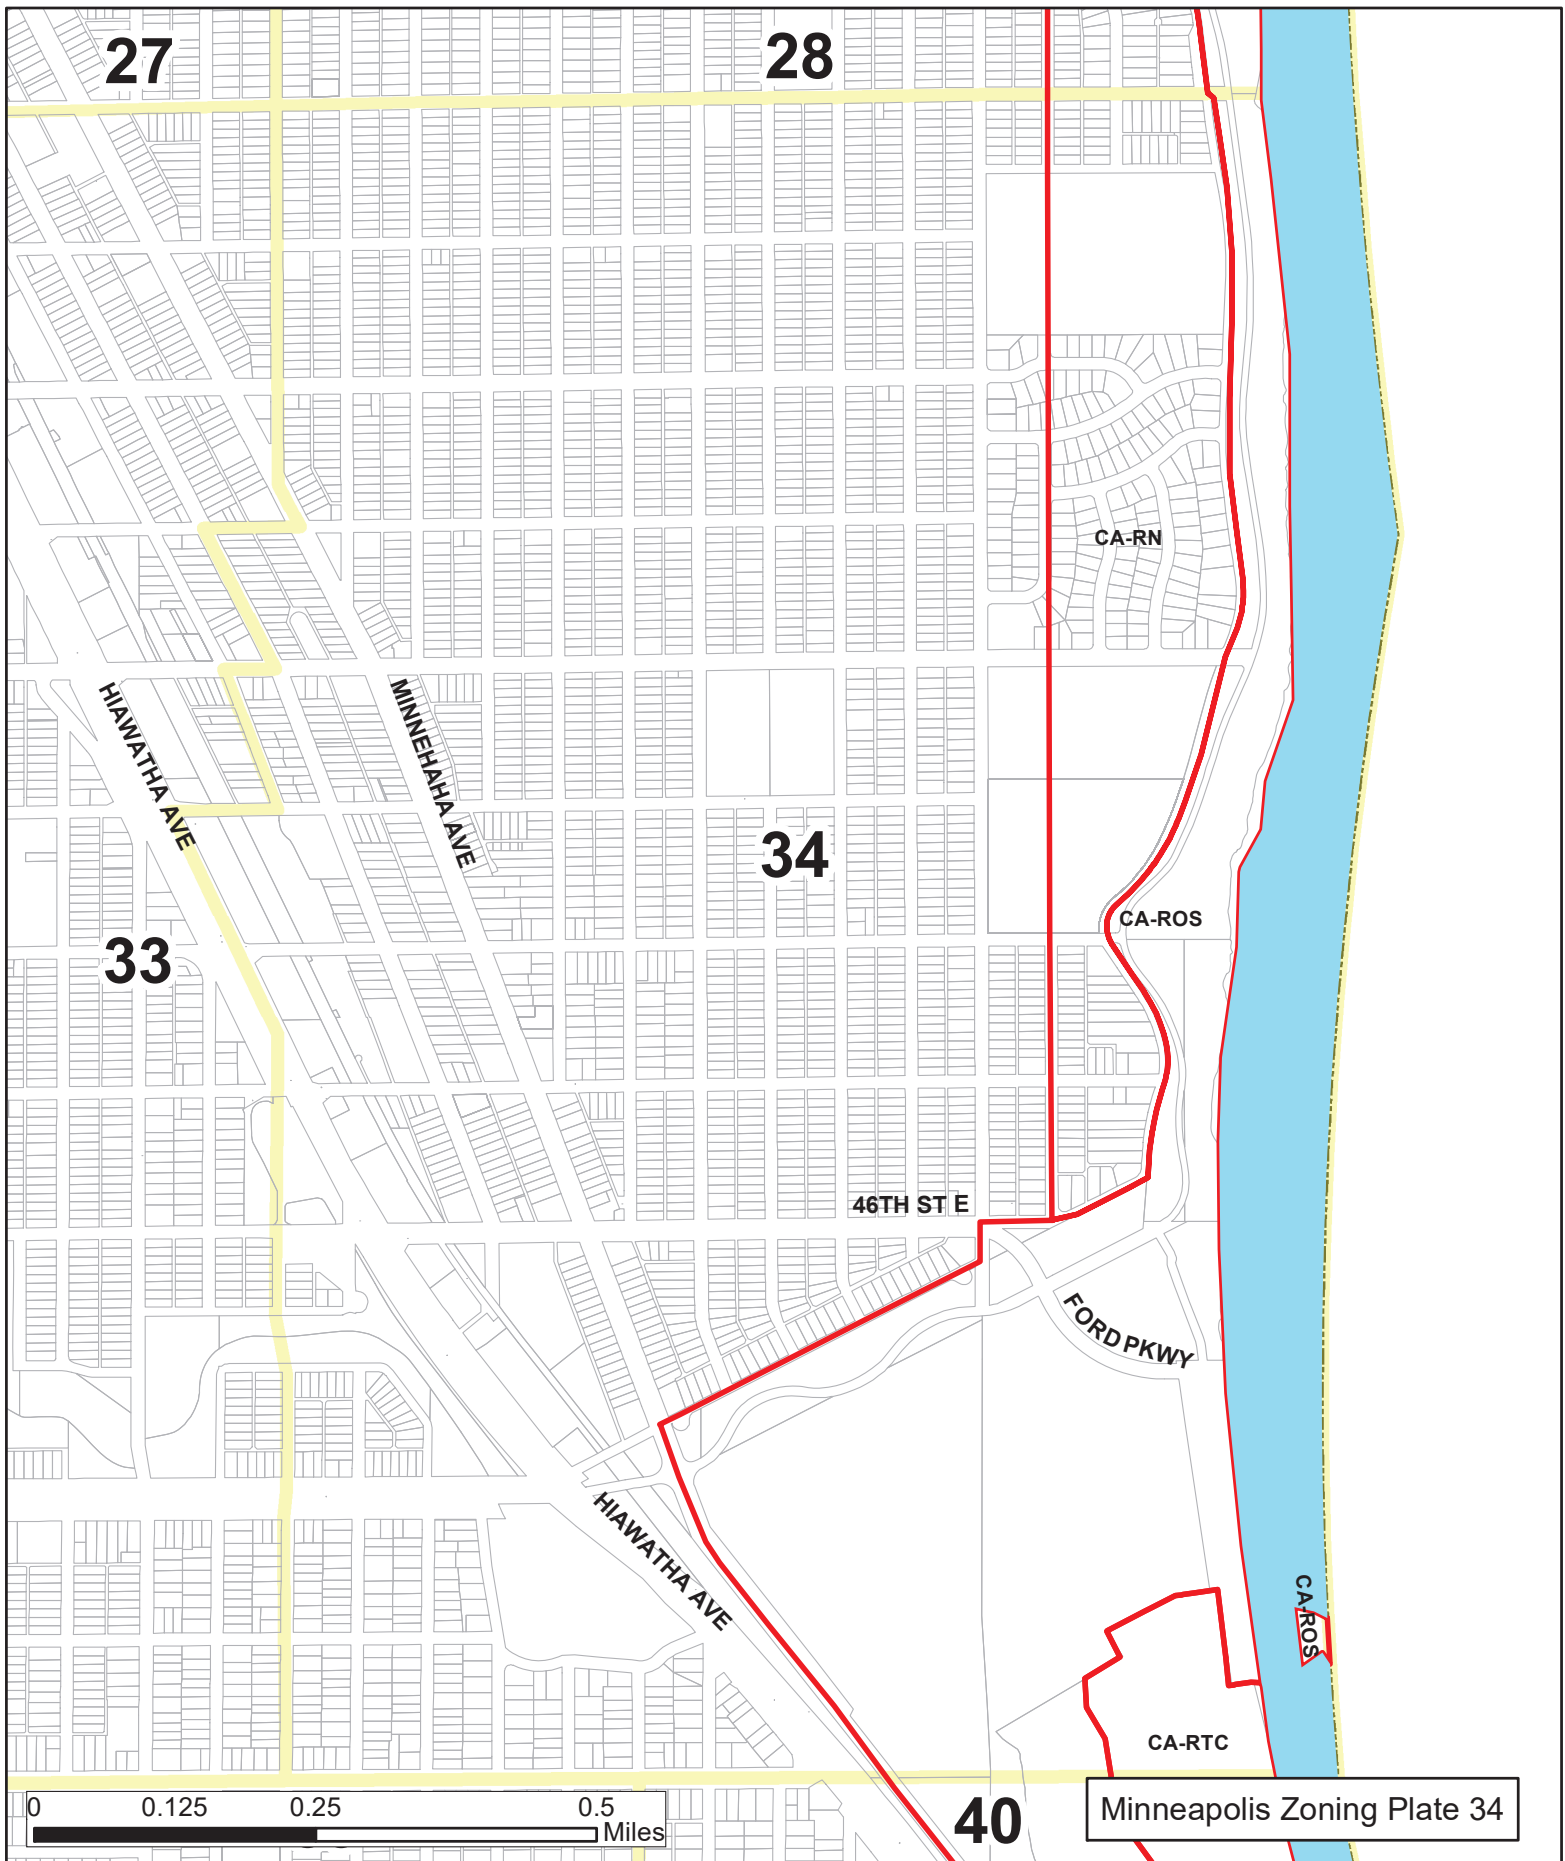 27
28
CA-RN
HIAWATHA AVE
MINNEHAHA AVE
34
CA-ROS
33
46TH ST E
FORD PKWY
HIAWATHA AVE
CA-ROS
CA-RTC
0 0.125 0.25 0.5
Miles
40
Minneapolis Zoning Plate 34